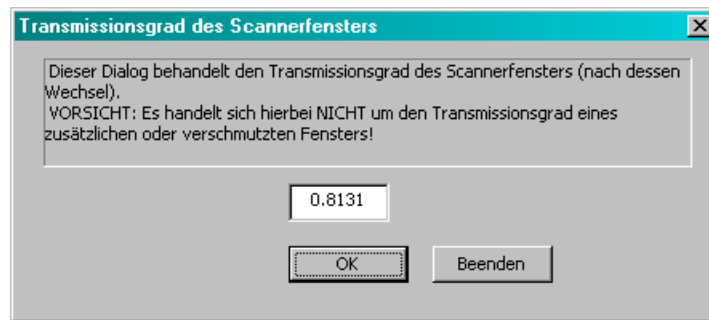 Transmissionsgrad des Scannerfensters
Dieser Dialog behandelt den Transmissionsgrad des Scannerfensters (nach dessen
Wechsel).
VORSICHT: Es handelt sich hierbei NICHT um den Transmissionsgrad eines
zusätzlichen oder verschmutzten Fensters!
0.8131
OK Beenden